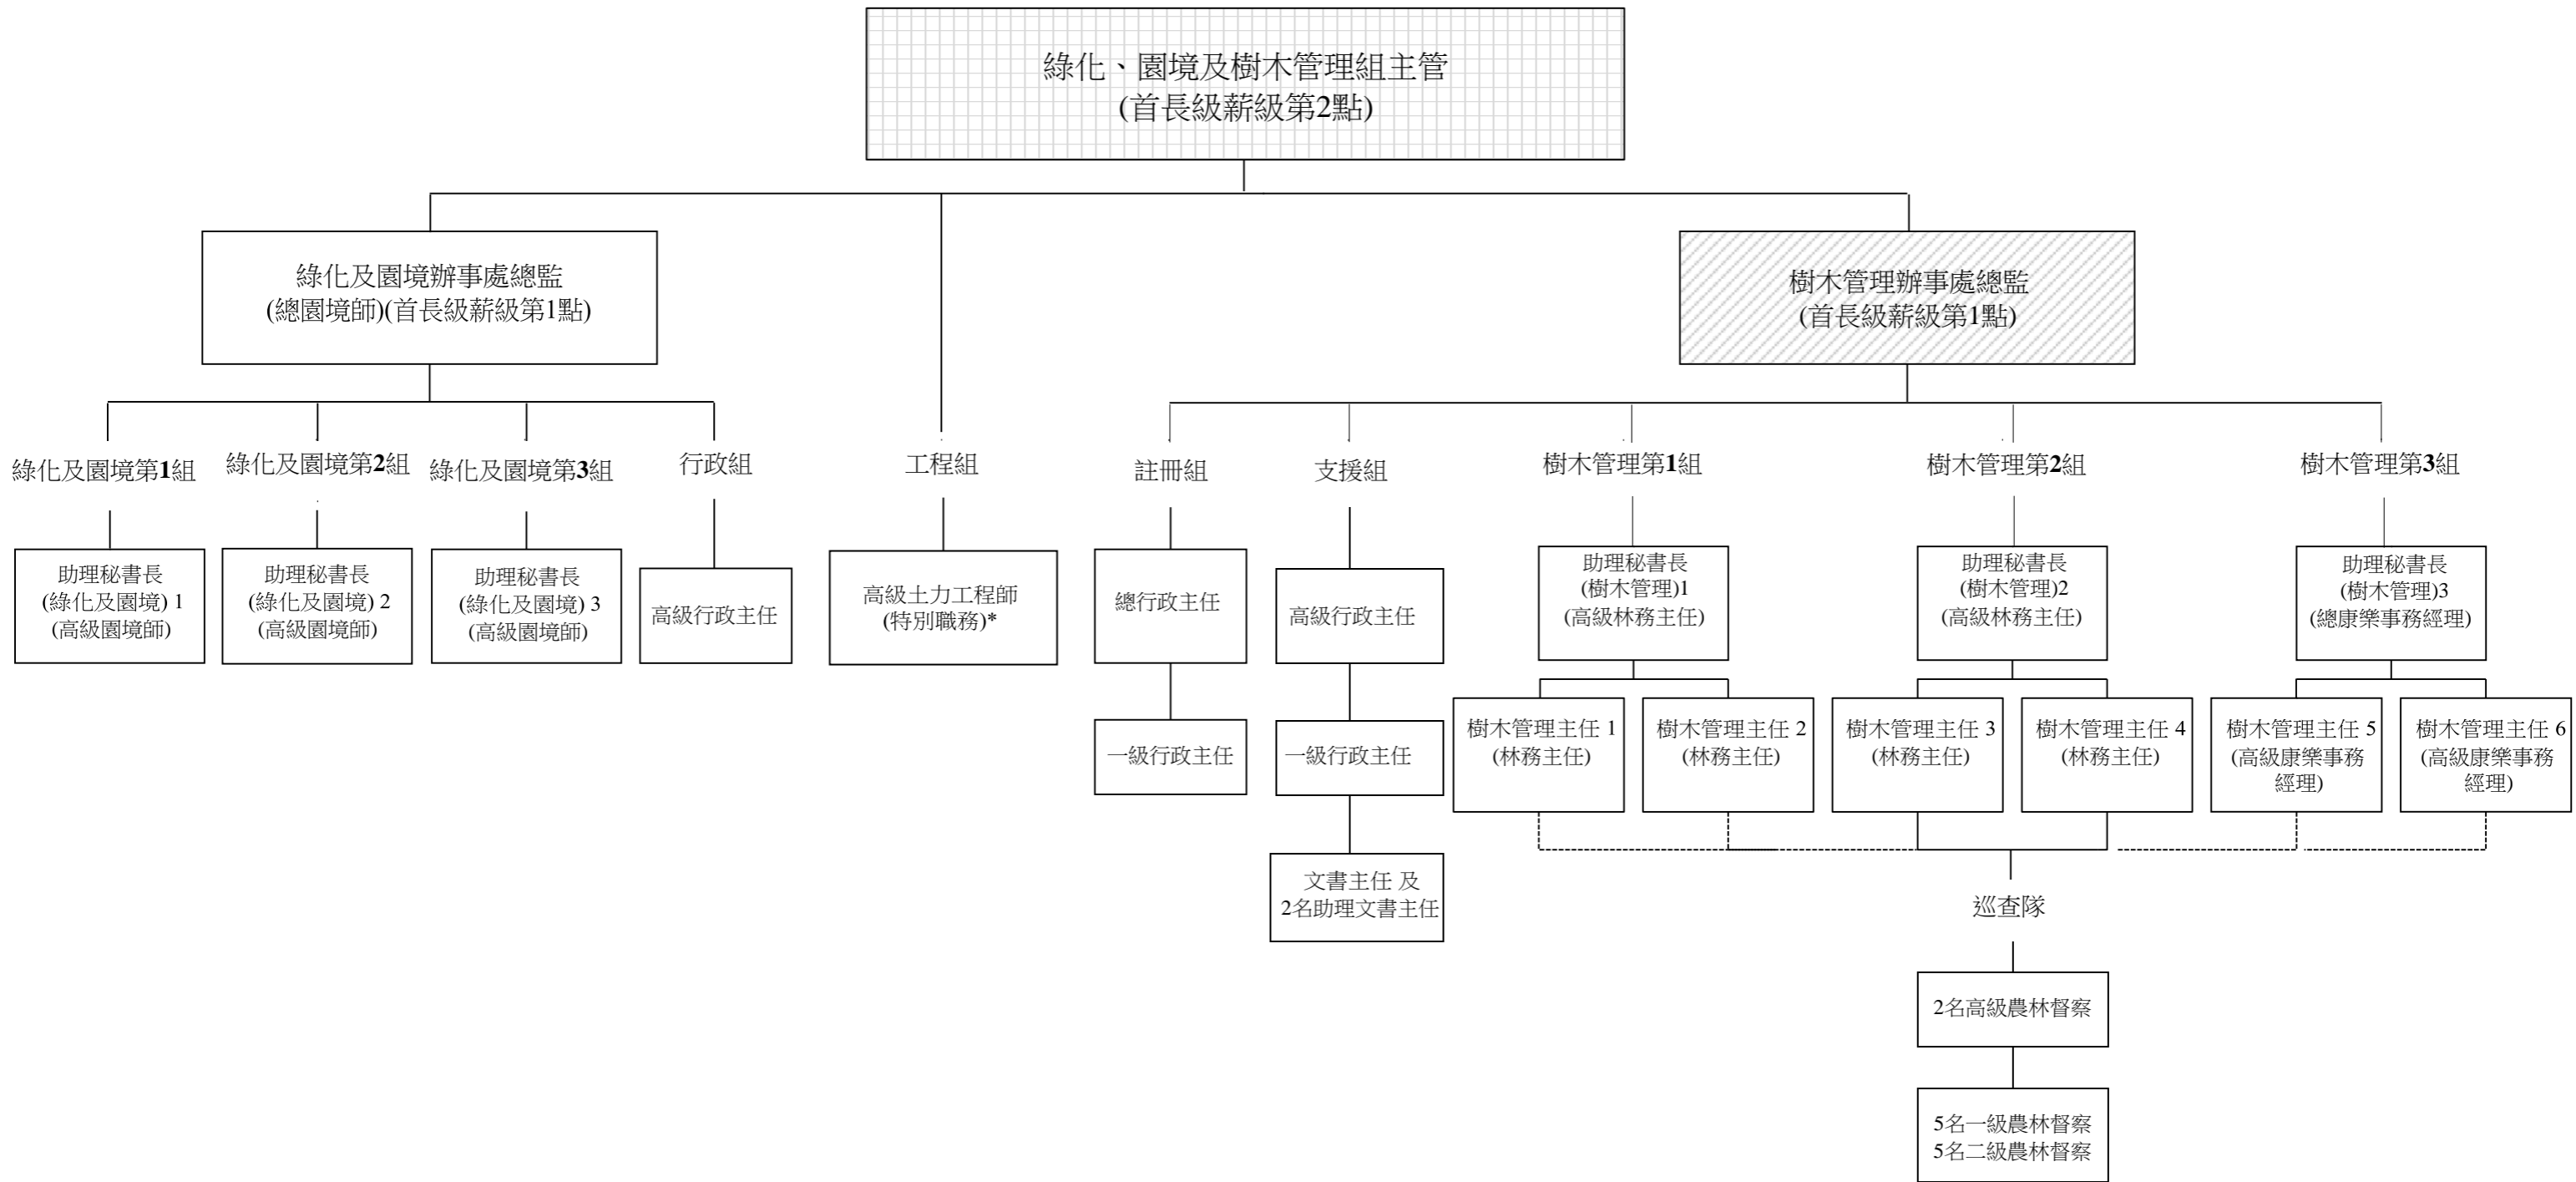 綠化、園境及樹木管理組主管
(首長級薪級第2點)
綠化及園境辦事處總監
(總園境師)(首長級薪級第1點)
樹木管理辦事處總監
(首長級薪級第1點)
綠化及園境第1組
綠化及園境第2組
綠化及園境第3組
行政組
工程組
註冊組
支援組
樹木管理第1組
樹木管理第2組
樹木管理第3組
助理秘書長
(綠化及園境) 1
(高級園境師)
助理秘書長
(綠化及園境) 2
(高級園境師)
助理秘書長
(綠化及園境) 3
(高級園境師)
高級行政主任
高級土力工程師
(特別職務)*
總行政主任
高級行政主任
助理秘書長
(樹木管理)1
(高級林務主任)
助理秘書長
(樹木管理)2
(高級林務主任)
助理秘書長
(樹木管理)3
(總康樂事務經理)
一級行政主任
一級行政主任
樹木管理主任 1
(林務主任)
樹木管理主任 2
(林務主任)
樹木管理主任 3
(林務主任)
樹木管理主任 4
(林務主任)
樹木管理主任 5
(高級康樂事務
經理)
樹木管理主任 6
(高級康樂事務
經理)
文書主任 及
2名助理文書主任
巡查隊
2名高級農林督察
5名一級農林督察
5名二級農林督察